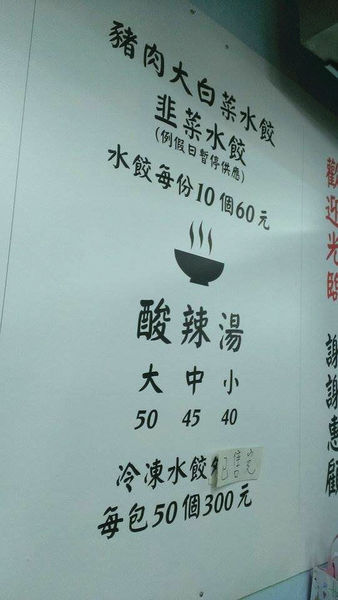 豬肉大白菜水餃
韭菜水餃
(例假日暫停供應)
水餃每份10個60元
酸辣湯
大 中 小
50 45 40
冷凍水餃
已售完
每包50個300元
歡迎光臨 謝謝惠顧